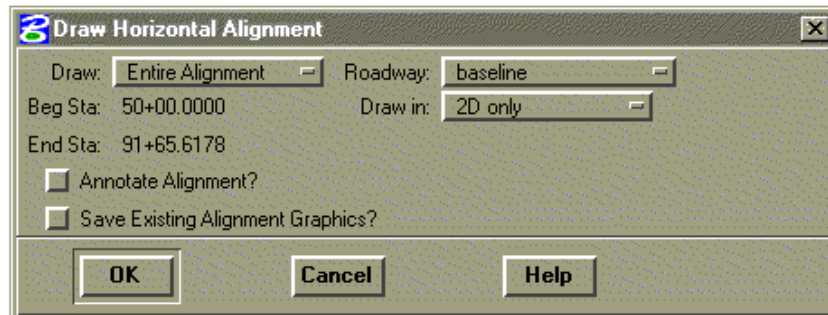 Draw Horizontal Alignment
Draw: Entire Alignment Roadway: baseline
Beg Sta: 50+00.0000 Draw in: 2D only
End Sta: 91+65.6178
Annotate Alignment?
Save Existing Alignment Graphics?
OK Cancel Help